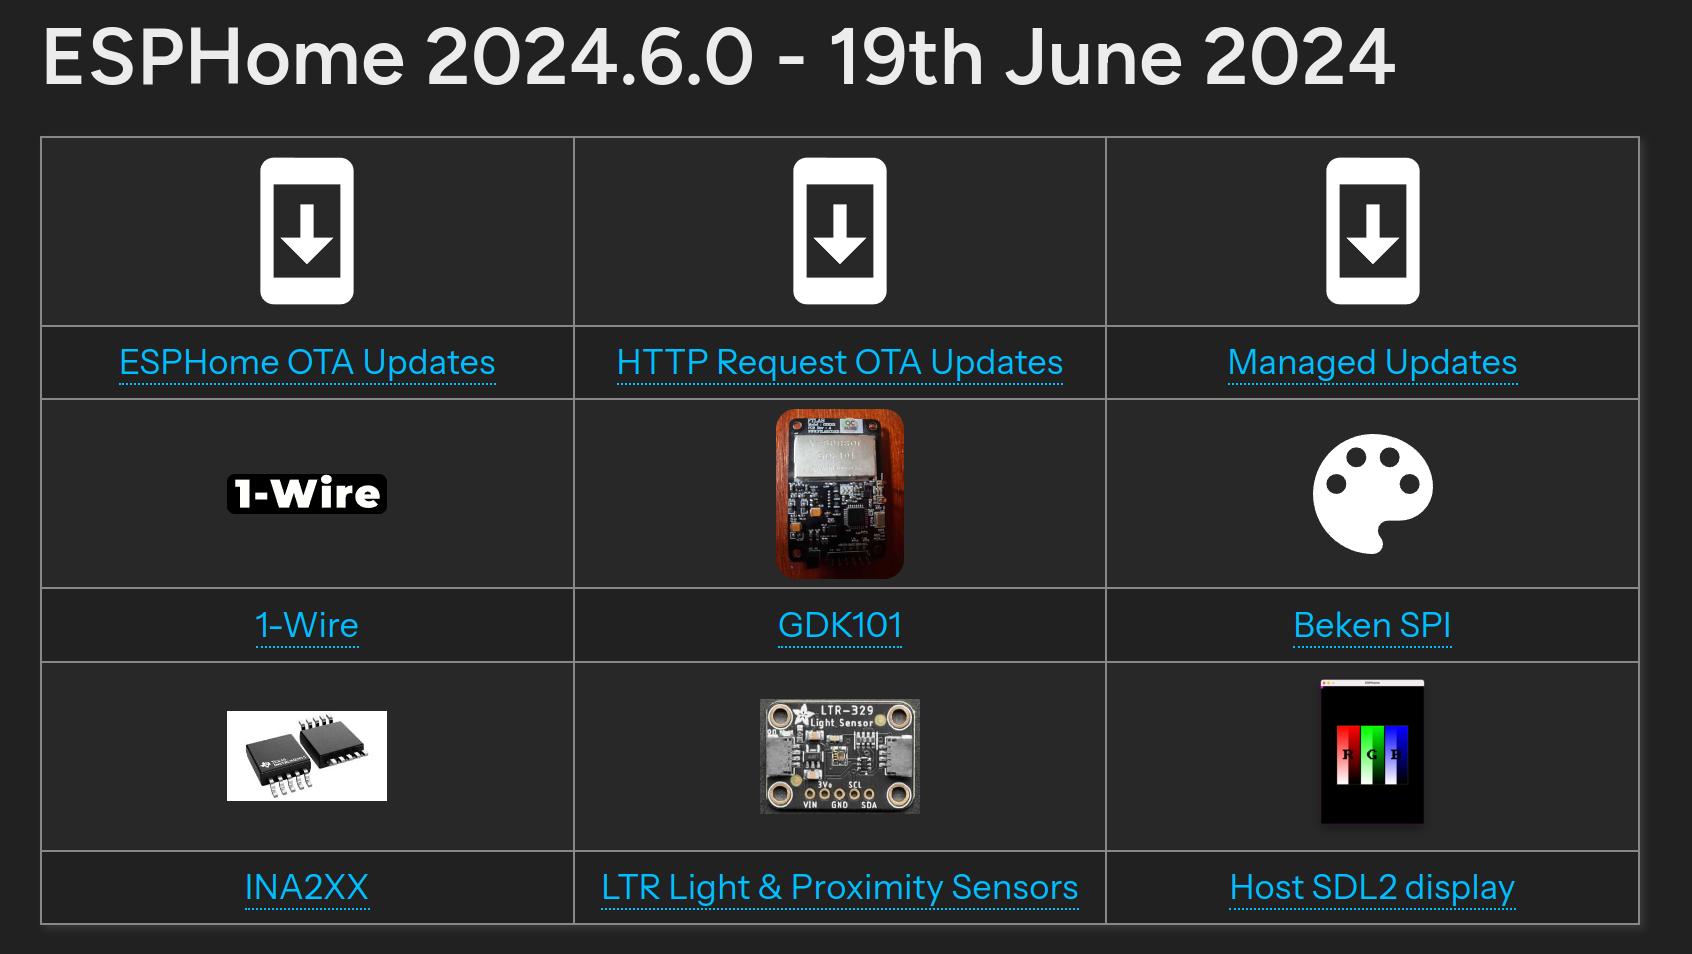 ESPHome 2024.6.0 - 19th June 2024
ESPHome OTA Updates
HTTP Request OTA Updates
Managed Updates
1-Wire
1-Wire
GDK101
Beken SPI
LTR-329
Light Sensor
3Vo SCL
VIN GND SDA
R G B
INA2XX
LTR Light & Proximity Sensors
Host SDL2 display